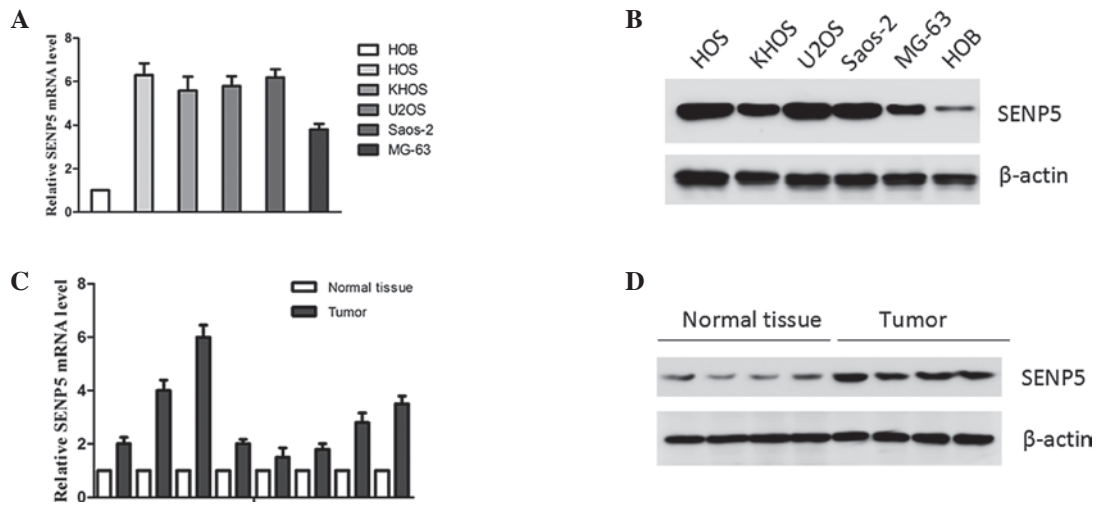 A
Relative SENP5 mRNA level
8
6
4
2
0
HOB
HOS
KHOS
U2OS
Saos-2
MG-63
B
HOS
KHOS
U2OS
Saos-2
MG-63
HOB
SENP5
β-actin
C
Relative SENP5 mRNA level
8
6
4
2
0
Normal tissue
Tumor
D
Normal tissue
Tumor
SENP5
β-actin